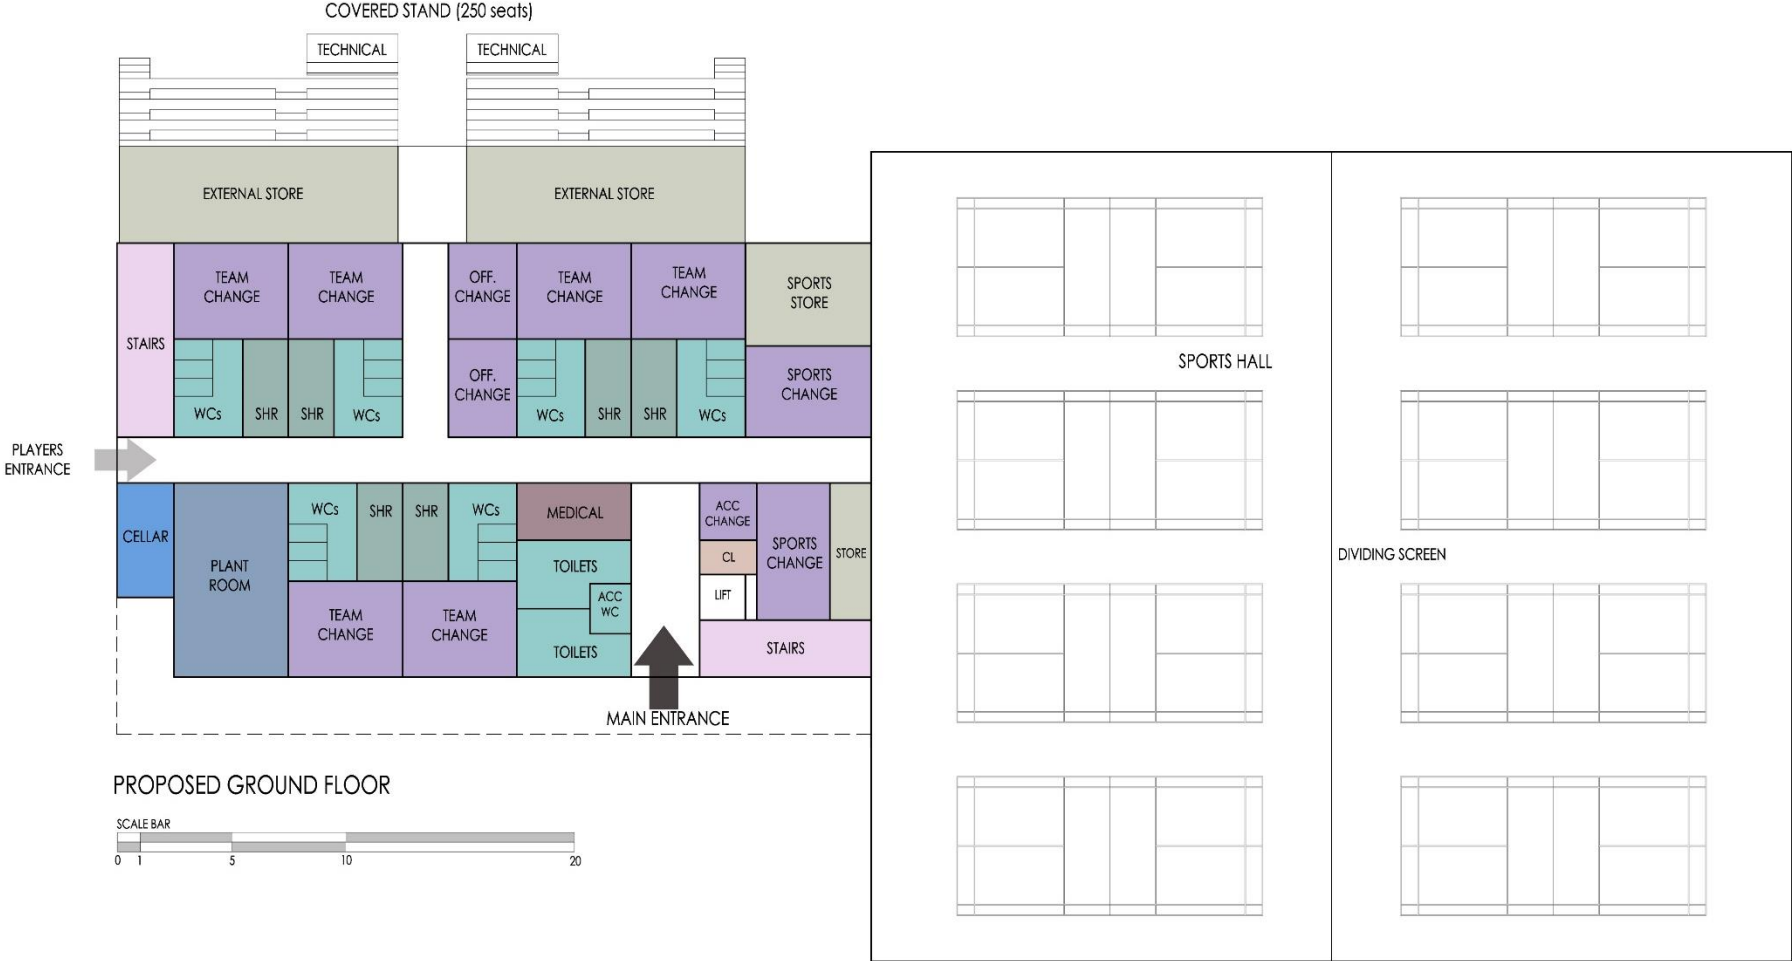 COVERED STAND (250 seats)
TECHNICAL
TECHNICAL
EXTERNAL STORE
EXTERNAL STORE
STAIRS
TEAM
CHANGE
TEAM
CHANGE
OFF.
CHANGE
TEAM
CHANGE
TEAM
CHANGE
SPORTS
STORE
WCs
SHR
SHR
WCs
OFF.
CHANGE
WCs
SHR
SHR
WCs
SPORTS
CHANGE
SPORTS HALL
DIVIDING SCREEN
PLAYERS
ENTRANCE
CELLAR
PLANT
ROOM
WCs
SHR
SHR
WCs
TEAM
CHANGE
TEAM
CHANGE
MEDICAL
TOILETS
ACC
WC
TOILETS
ACC
CHANGE
CL
LIFT
SPORTS
CHANGE
STORE
STAIRS
MAIN ENTRANCE
PROPOSED GROUND FLOOR
SCALE BAR
0 1 5 10 20